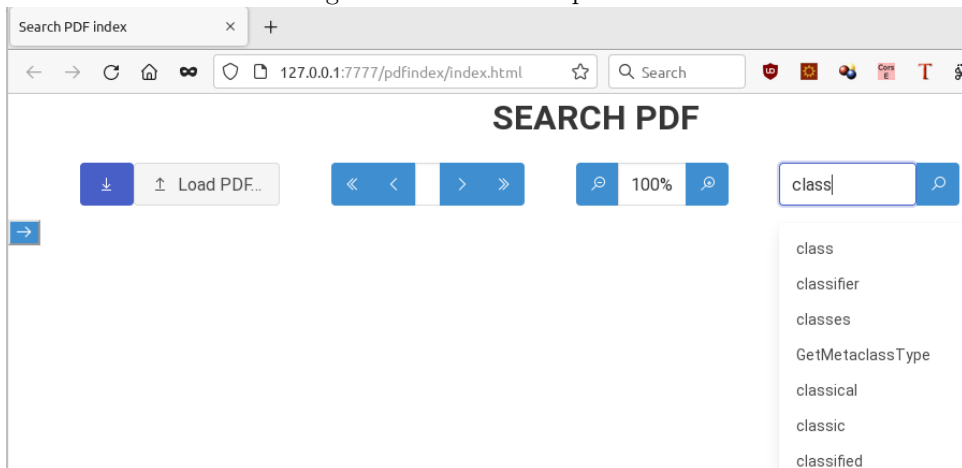 Search PDF index × +
127.0.0.1:7777/pdfindex/index.html Search Cors E T
SEARCH PDF
Load PDF... 100% class
class
classifier
classes
GetMetaclassType
classical
classic
classified